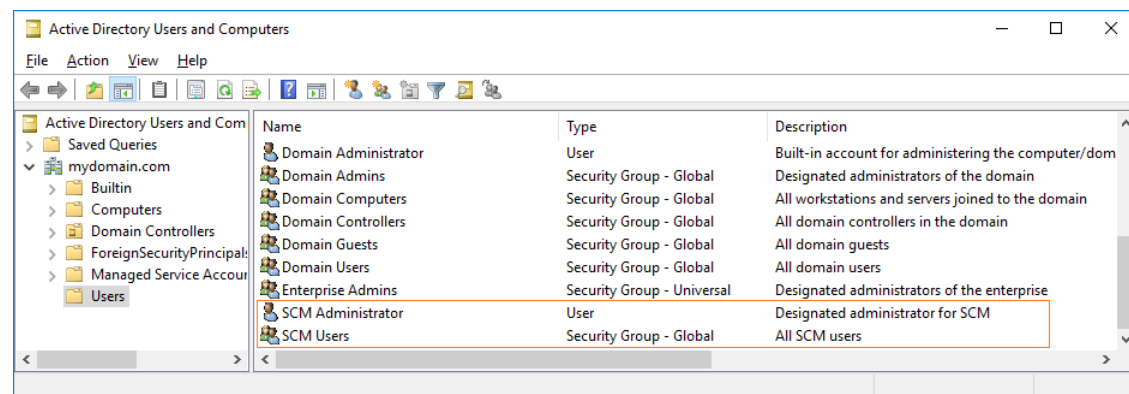 Active Directory Users and Computers
File Action View Help
Active Directory Users and Com
Saved Queries
mydomain.com
Builtin
Computers
Domain Controllers
ForeignSecurityPrincipal
Managed Service Accour
Users
Name Type Description
Domain Administrator User Built-in account for administering the computer/dom
Domain Admins Security Group - Global Designated administrators of the domain
Domain Computers Security Group - Global All workstations and servers joined to the domain
Domain Controllers Security Group - Global All domain controllers in the domain
Domain Guests Security Group - Global All domain guests
Domain Users Security Group - Global All domain users
Enterprise Admins Security Group - Universal Designated administrators of the enterprise
SCM Administrator User Designated administrator for SCM
SCM Users Security Group - Global All SCM users